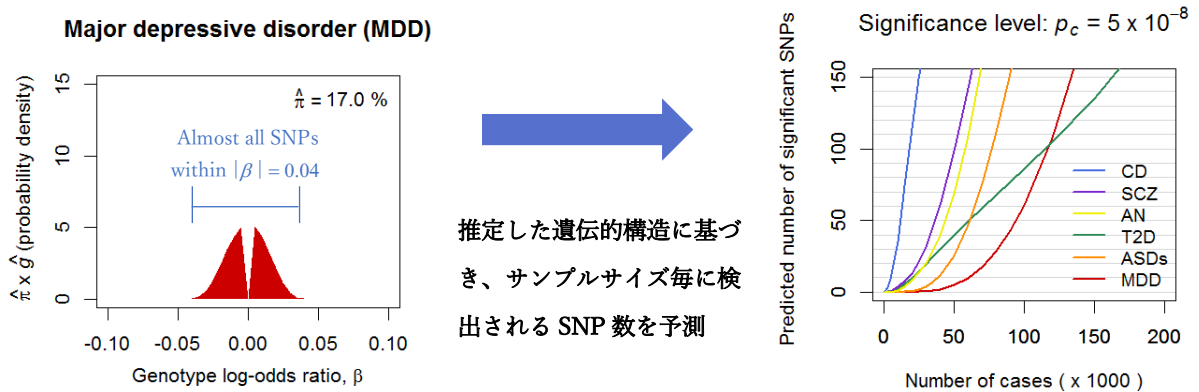 Major depressive disorder (MDD)
π̂ x ĝ (probability density)
15
10
5
0
π̂ = 17.0 %
Almost all SNPs
within |β| = 0.04
-0.10 -0.05 0.00 0.05 0.10
Genotype log-odds ratio, β
推定した遺伝的構造に基づ
き、サンプルサイズ毎に検
出される SNP 数を予測
Significance level: p_c = 5 x 10⁻⁸
Predicted number of significant SNPs
150
100
50
0
CD
SCZ
AN
T2D
ASDs
MDD
0 50 100 150 200
Number of cases ( x 1000 )